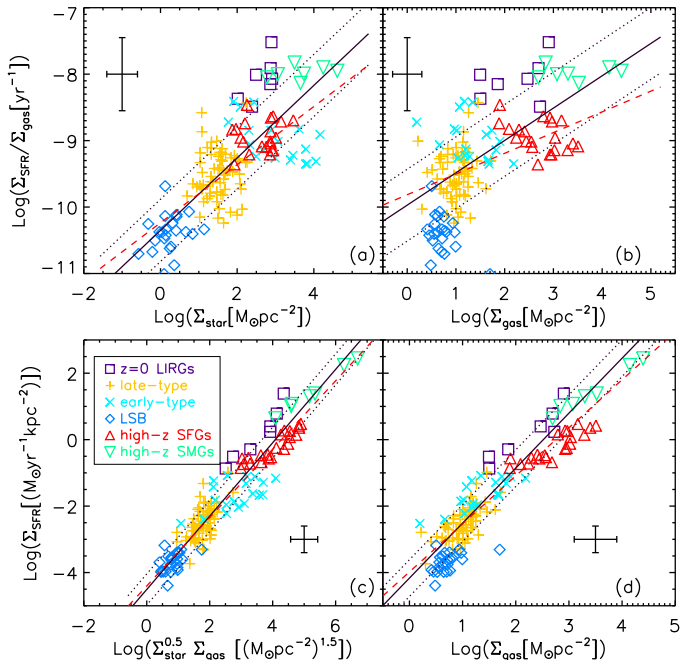 Log(Σ_SFR/Σ_gas[yr⁻¹])
-7
-8
-9
-10
-11
(a)
(b)
-2 0 2 4
0 1 2 3 4 5
Log(Σ_star[M⊙pc⁻²])
Log(Σ_gas[M⊙pc⁻²])
Log(Σ_SFR[(M⊙yr⁻¹kpc⁻²)])
2
0
-2
-4
z=0 LIRGs
late-type
early-type
LSB
high-z SFGs
high-z SMGs
(c)
(d)
0 2 4 6
0 1 2 3 4 5
Log(Σ_star^0.5 Σ_gas [(M⊙pc⁻²)^1.5])
Log(Σ_gas[M⊙pc⁻²])